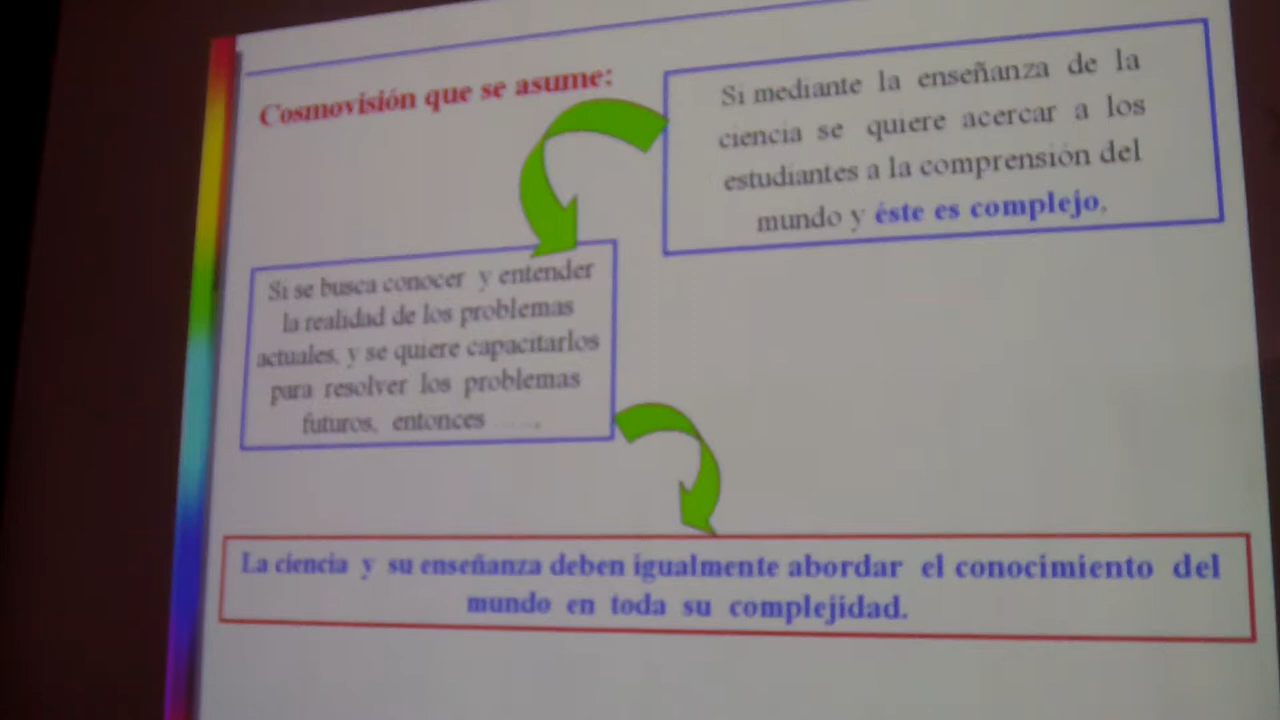 Cosmovisión que se asume:
Si mediante la enseñanza de la
ciencia se quiere acercar a los
estudiantes a la comprensión del
mundo y éste es complejo,
Si se busca conocer y entender
la realidad de los problemas
actuales, y se quiere capacitarlos
para resolver los problemas
futuros, entonces ......,
La ciencia y su enseñanza deben igualmente abordar el conocimiento del
mundo en toda su complejidad.